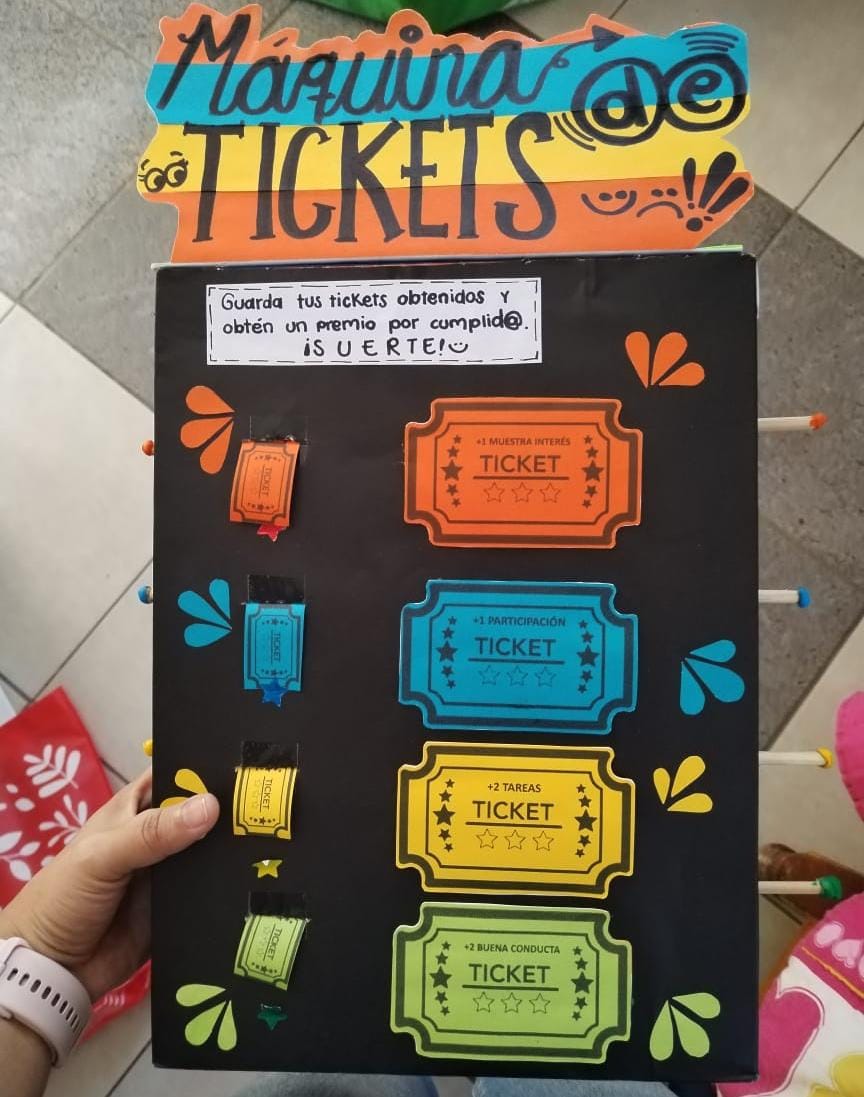 Máquina de
TICKETS
Guarda tus tickets obtenidos y
obtén un premio por cumplid@.
¡SUERTE!
TICKET
+1 MUESTRA INTERÉS
TICKET
TICKET
+1 PARTICIPACIÓN
TICKET
TICKET
+2 TAREAS
TICKET
TICKET
+2 BUENA CONDUCTA
TICKET